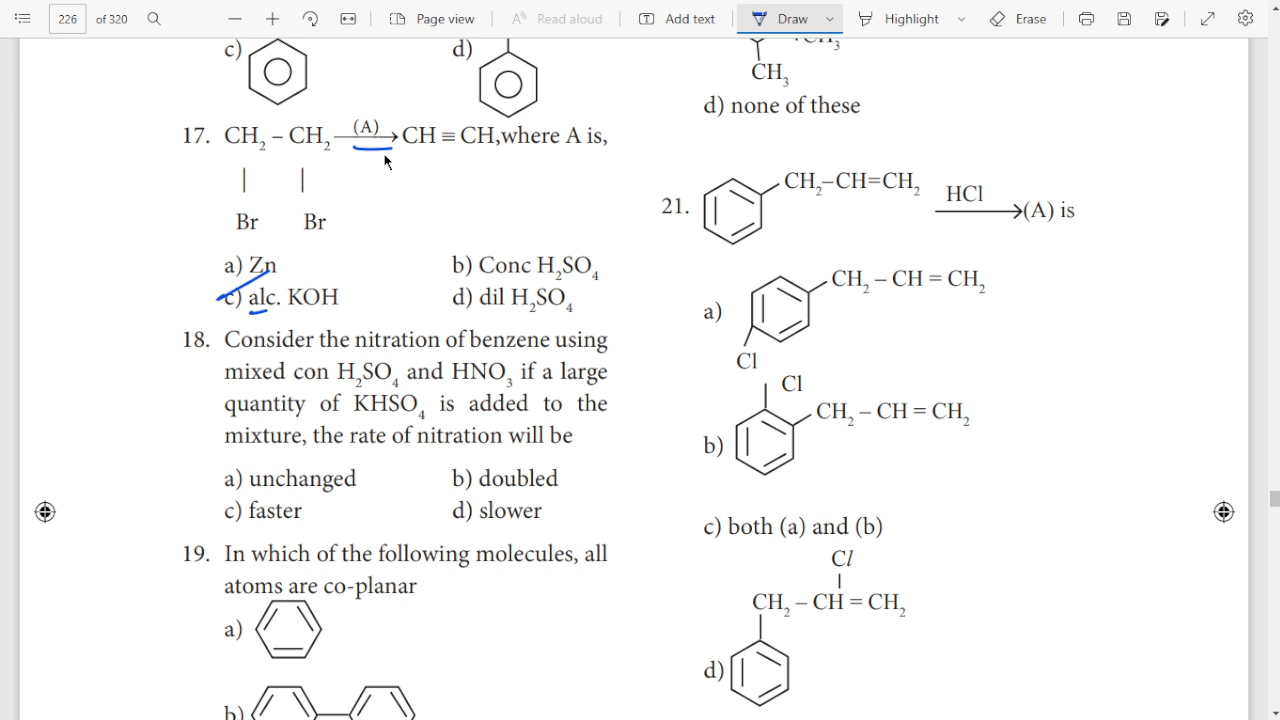 226 of 320 Page view Read aloud Add text Draw Highlight Erase
c) d)
17. CH₂ – CH₂ (A) → CH ≡ CH,where A is,
| |
Br Br
a) Zn b) Conc H₂SO₄
c) alc. KOH d) dil H₂SO₄
18. Consider the nitration of benzene using
mixed con H₂SO₄ and HNO₃ if a large
quantity of KHSO₄ is added to the
mixture, the rate of nitration will be
a) unchanged b) doubled
c) faster d) slower
19. In which of the following molecules, all
atoms are co-planar
a)
b)
CH₃
CH₃
d) none of these
21. CH₂–CH=CH₂ HCl → (A) is
a) CH₂ – CH = CH₂
Cl
Cl
b) CH₂ – CH = CH₂
c) both (a) and (b)
Cl
|
CH₂ – CH = CH₂
d)